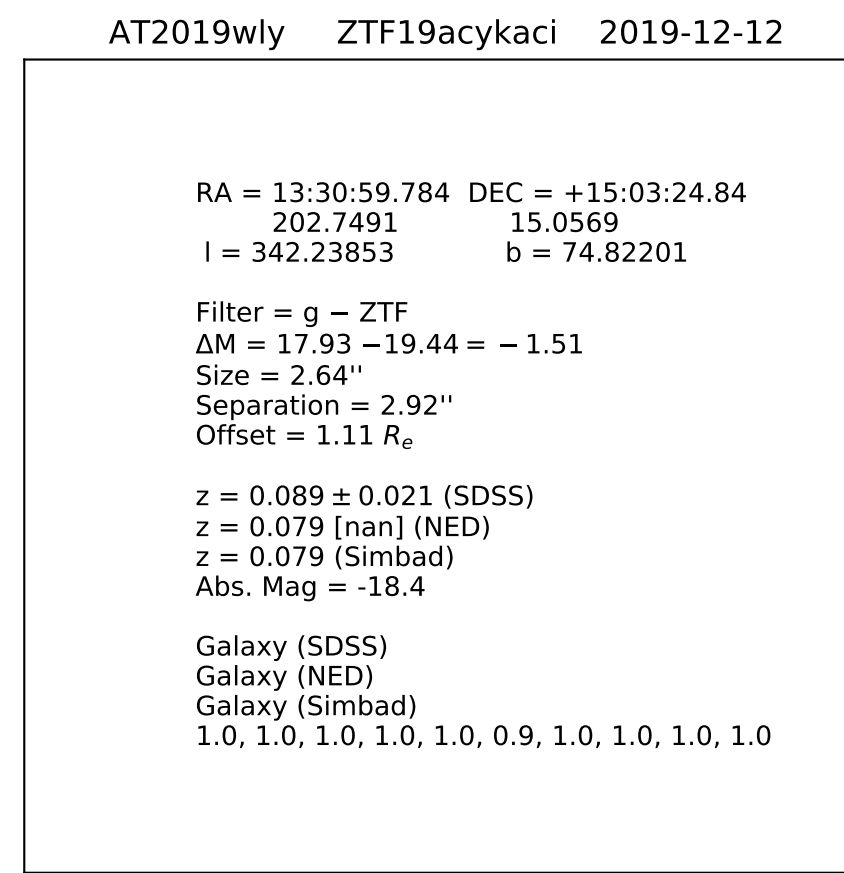 AT2019wly ZTF19acykaci 2019-12-12
RA = 13:30:59.784 DEC = +15:03:24.84
202.7491 15.0569
l = 342.23853 b = 74.82201
Filter = g − ZTF
ΔM = 17.93 −19.44 = − 1.51
Size = 2.64''
Separation = 2.92''
Offset = 1.11 Rₑ
z = 0.089 ± 0.021 (SDSS)
z = 0.079 [nan] (NED)
z = 0.079 (Simbad)
Abs. Mag = -18.4
Galaxy (SDSS)
Galaxy (NED)
Galaxy (Simbad)
1.0, 1.0, 1.0, 1.0, 1.0, 0.9, 1.0, 1.0, 1.0, 1.0